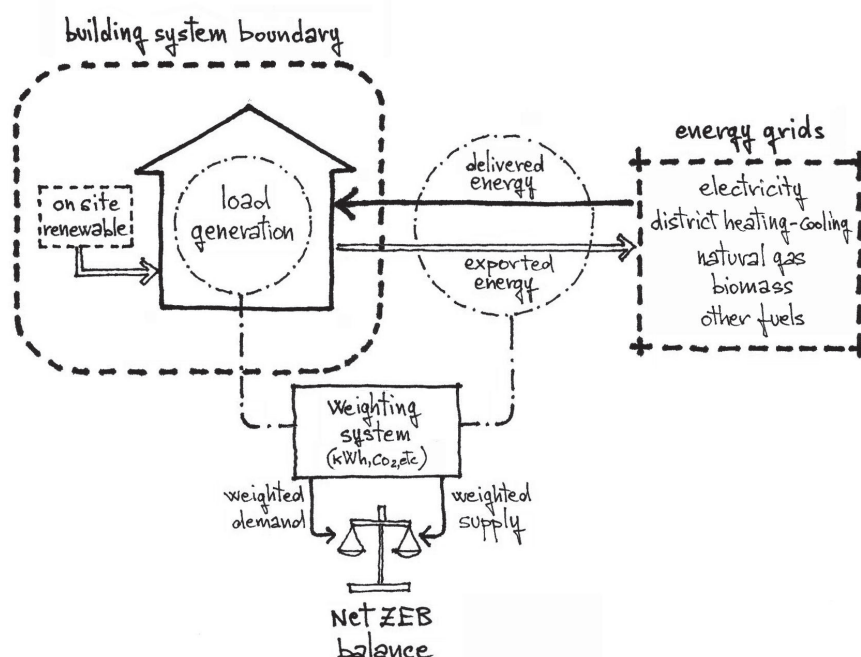 building system boundary
on site
renewable
load
generation
delivered
energy
exported
energy
energy grids
electricity
district heating-cooling
natural gas
biomass
other fuels
Weighting
system
(kWh, CO₂, etc)
weighted
demand
weighted
supply
Net ZEB
balance